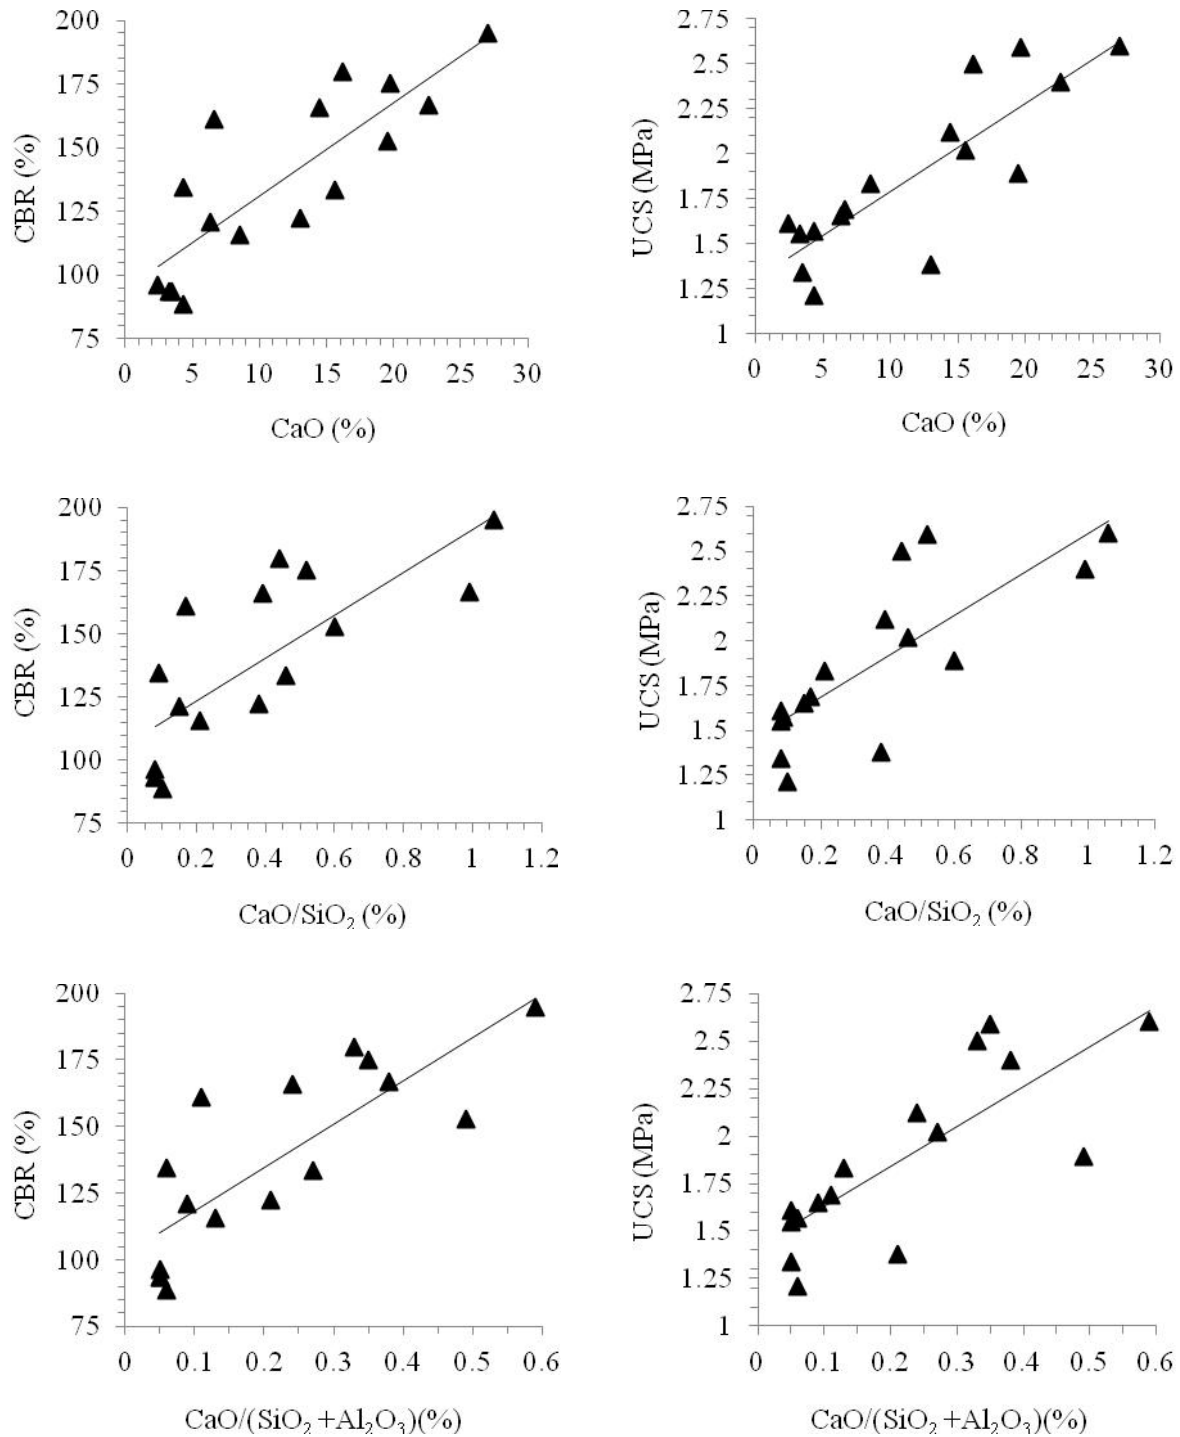 200
175
150
125
100
75
CBR (%)
0 5 10 15 20 25 30
CaO (%)
2.75
2.5
2.25
2
1.75
1.5
1.25
1
UCS (MPa)
0 5 10 15 20 25 30
CaO (%)
200
175
150
125
100
75
CBR (%)
0 0.2 0.4 0.6 0.8 1 1.2
CaO/SiO₂ (%)
2.75
2.5
2.25
2
1.75
1.5
1.25
1
UCS (MPa)
0 0.2 0.4 0.6 0.8 1 1.2
CaO/SiO₂ (%)
200
175
150
125
100
75
CBR (%)
0 0.1 0.2 0.3 0.4 0.5 0.6
CaO/(SiO₂ +Al₂O₃)(%)
2.75
2.5
2.25
2
1.75
1.5
1.25
1
UCS (MPa)
0 0.1 0.2 0.3 0.4 0.5 0.6
CaO/(SiO₂ +Al₂O₃)(%)